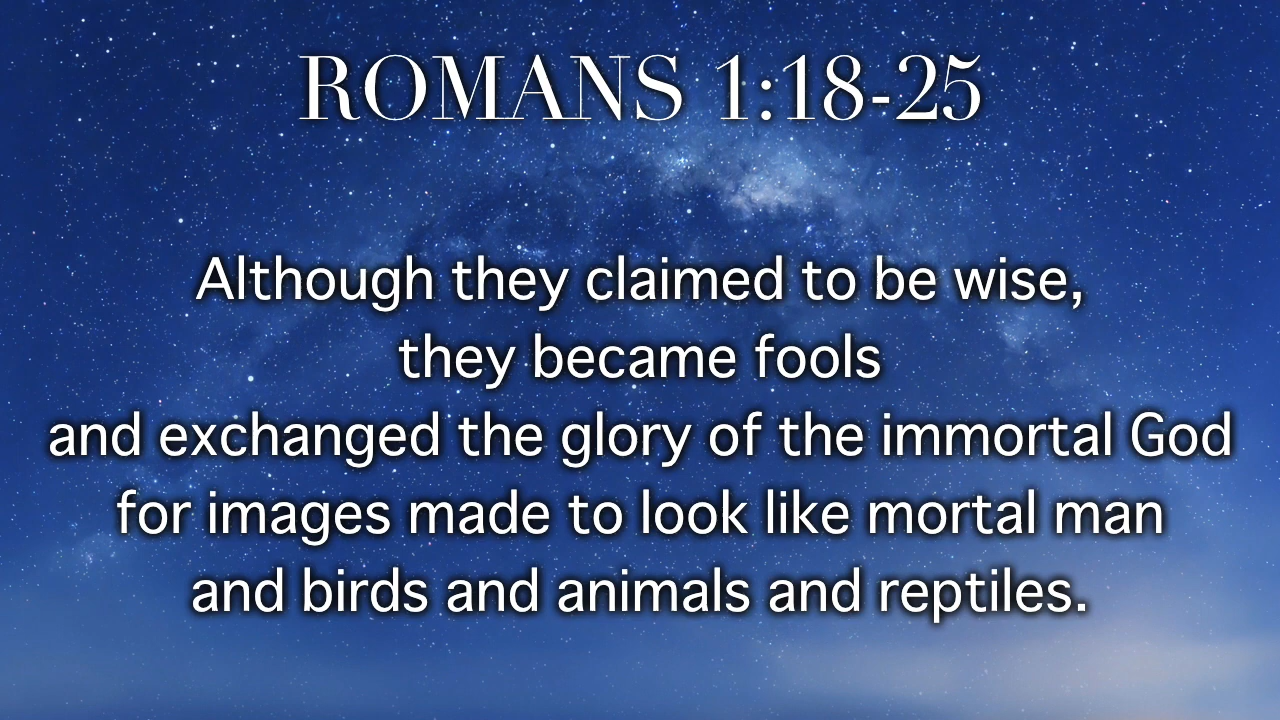 ROMANS 1:18-25
Although they claimed to be wise,
they became fools
and exchanged the glory of the immortal God
for images made to look like mortal man
and birds and animals and reptiles.